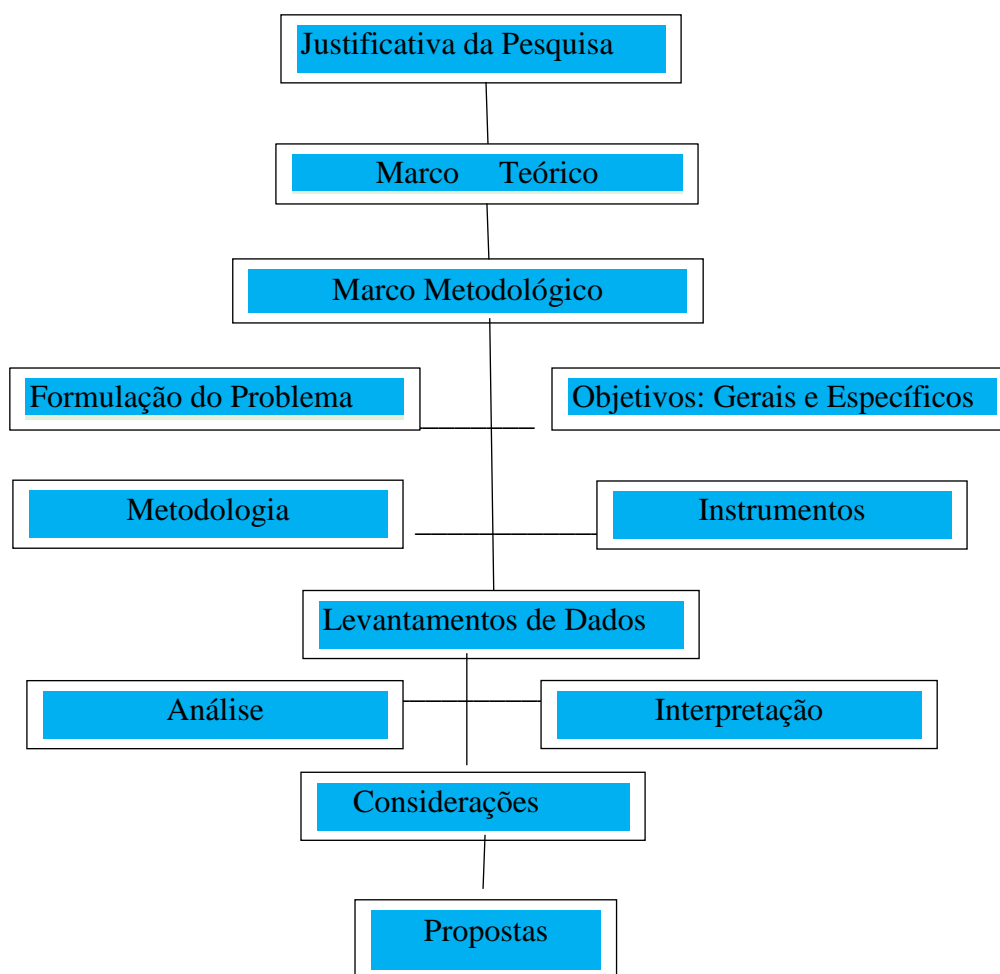 Justificativa da Pesquisa
Marco Teórico
Marco Metodológico
Formulação do Problema
Objetivos: Gerais e Específicos
Metodologia
Instrumentos
Levantamentos de Dados
Análise
Interpretação
Considerações
Propostas